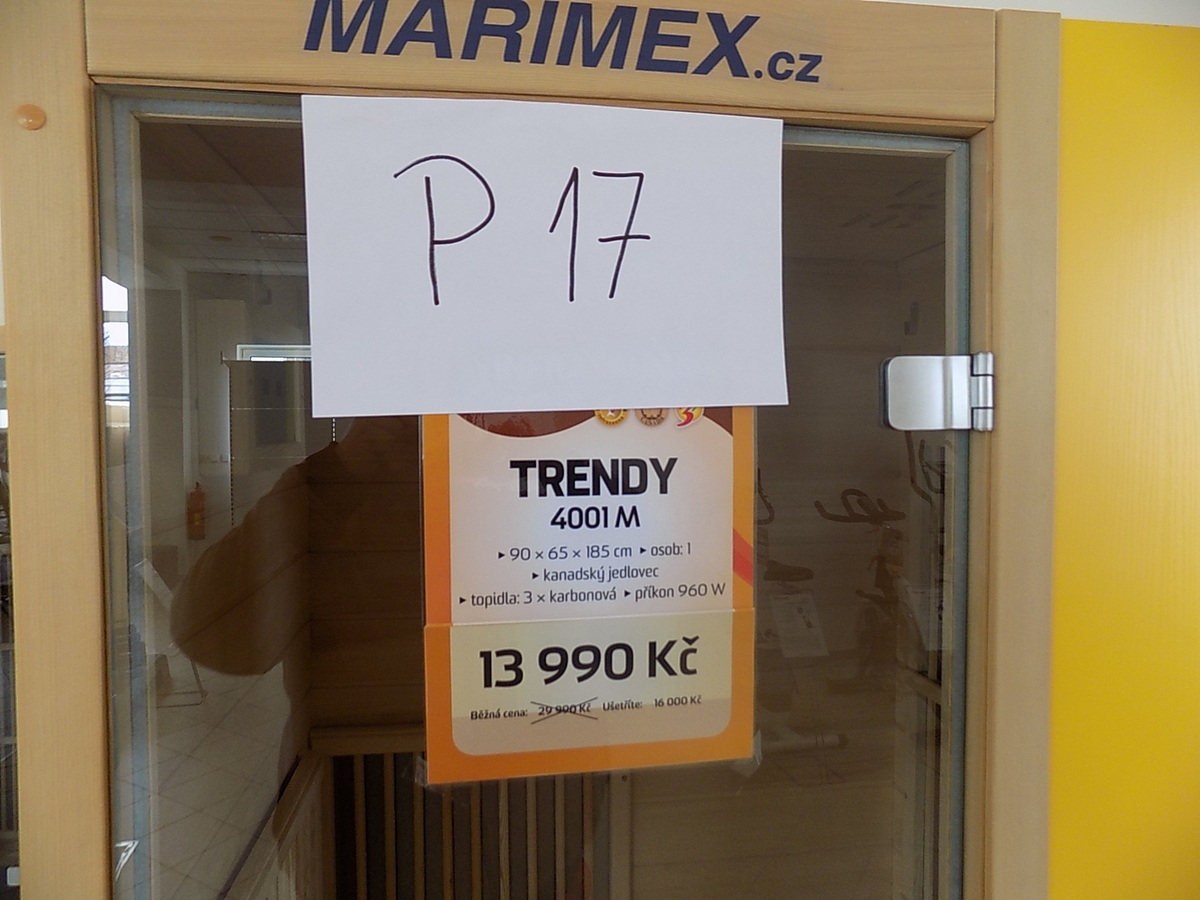 MARIMEX.cz
P 17
TRENDY
4001 M
▸ 90 × 65 × 185 cm ▸ osob: 1
▸ kanadský jedlovec
▸ topidla: 3 × karbonová ▸ příkon 960 W
13 990 Kč
Běžná cena: 29 990 Kč Ušetříte: 16 000 Kč